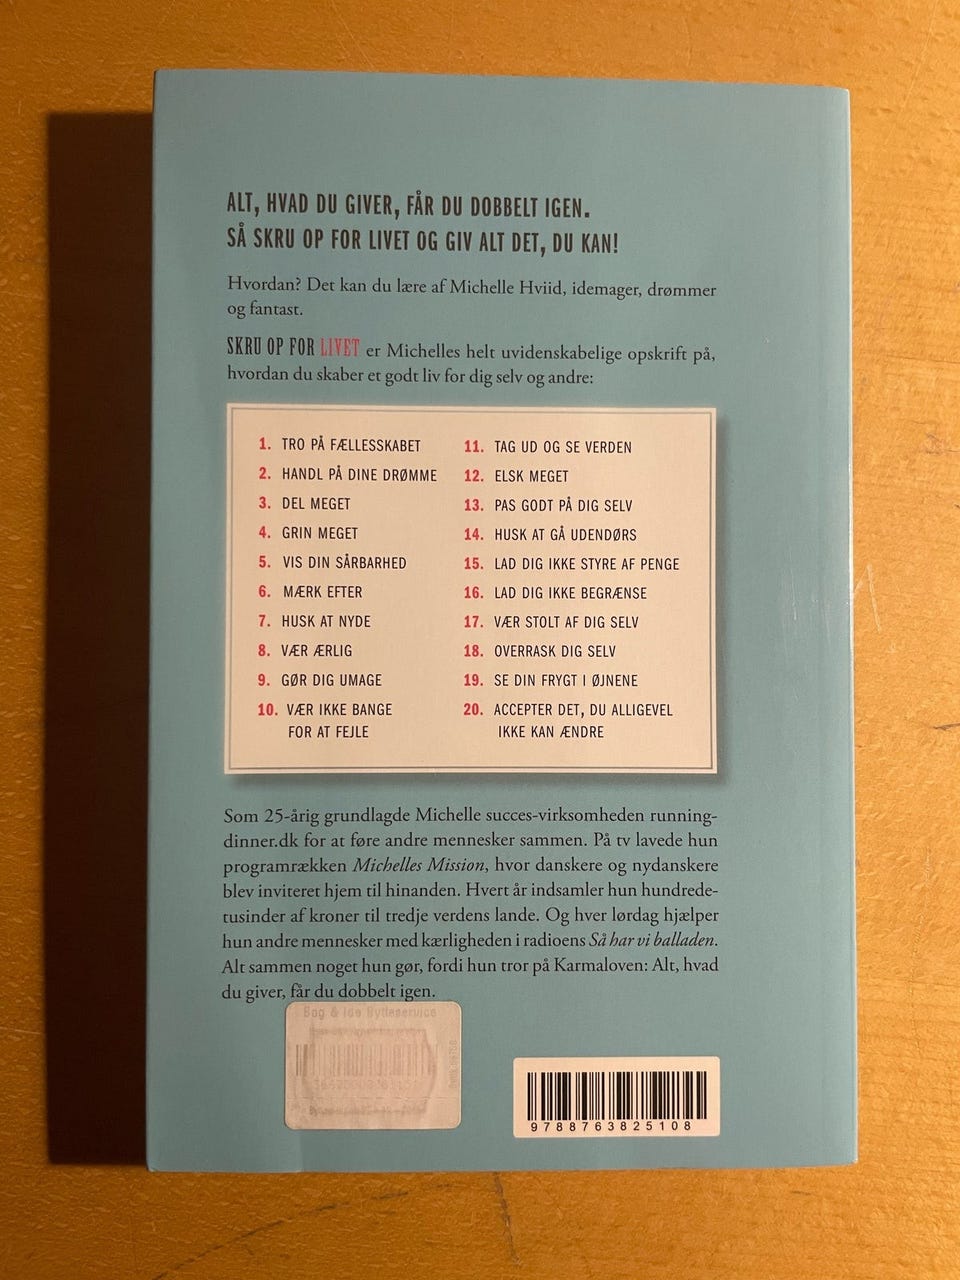 ALT, HVAD DU GIVER, FÅR DU DOBBELT IGEN.
SÅ SKRU OP FOR LIVET OG GIV ALT DET, DU KAN!
Hvordan? Det kan du lære af Michelle Hviid, idemager, drømmer
og fantast.
SKRU OP FOR LIVET er Michelles helt uvidenskabelige opskrift på,
hvordan du skaber et godt liv for dig selv og andre:
1. TRO PÅ FÆLLESSKABET
2. HANDL PÅ DINE DRØMME
3. DEL MEGET
4. GRIN MEGET
5. VIS DIN SÅRBARHED
6. MÆRK EFTER
7. HUSK AT NYDE
8. VÆR ÆRLIG
9. GØR DIG UMAGE
10. VÆR IKKE BANGE
FOR AT FEJLE
11. TAG UD OG SE VERDEN
12. ELSK MEGET
13. PAS GODT PÅ DIG SELV
14. HUSK AT GÅ UDENDØRS
15. LAD DIG IKKE STYRE AF PENGE
16. LAD DIG IKKE BEGRÆNSE
17. VÆR STOLT AF DIG SELV
18. OVERRASK DIG SELV
19. SE DIN FRYGT I ØJNENE
20. ACCEPTER DET, DU ALLIGEVEL
IKKE KAN ÆNDRE
Som 25-årig grundlagde Michelle succes-virksomheden running-
dinner.dk for at føre andre mennesker sammen. På tv lavede hun
programrækken Michelles Mission, hvor danskere og nydanskere
blev inviteret hjem til hinanden. Hvert år indsamler hun hundrede-
tusinder af kroner til tredje verdens lande. Og hver lørdag hjælper
hun andre mennesker med kærligheden i radioens Så har vi balladen.
Alt sammen noget hun gør, fordi hun tror på Karmaloven: Alt, hvad
du giver, får du dobbelt igen.
Bog & Ide Bytteservice
9788763825108